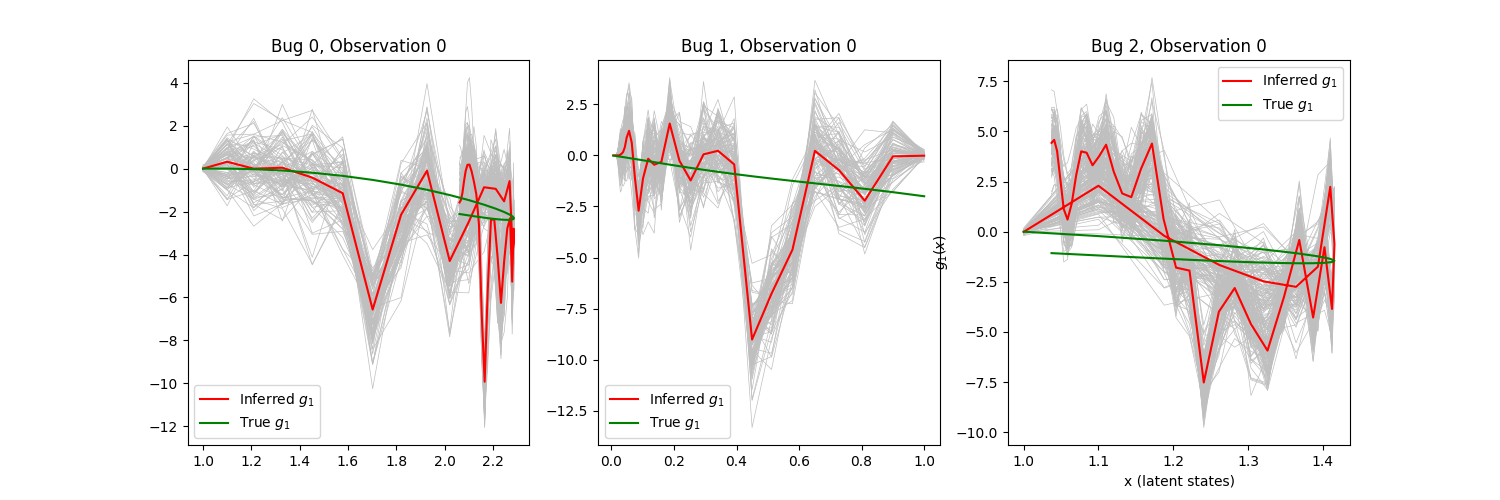 Bug 0, Observation 0
4
2
0
−2
−4
−6
−8
−10
−12
1.0 1.2 1.4 1.6 1.8 2.0 2.2
Inferred g₁
True g₁
Bug 1, Observation 0
2.5
0.0
−2.5
−5.0
−7.5
−10.0
−12.5
0.0 0.2 0.4 0.6 0.8 1.0
Inferred g₁
True g₁
Bug 2, Observation 0
g₁(x)
7.5
5.0
2.5
0.0
−2.5
−5.0
−7.5
−10.0
1.0 1.1 1.2 1.3 1.4
x (latent states)
Inferred g₁
True g₁